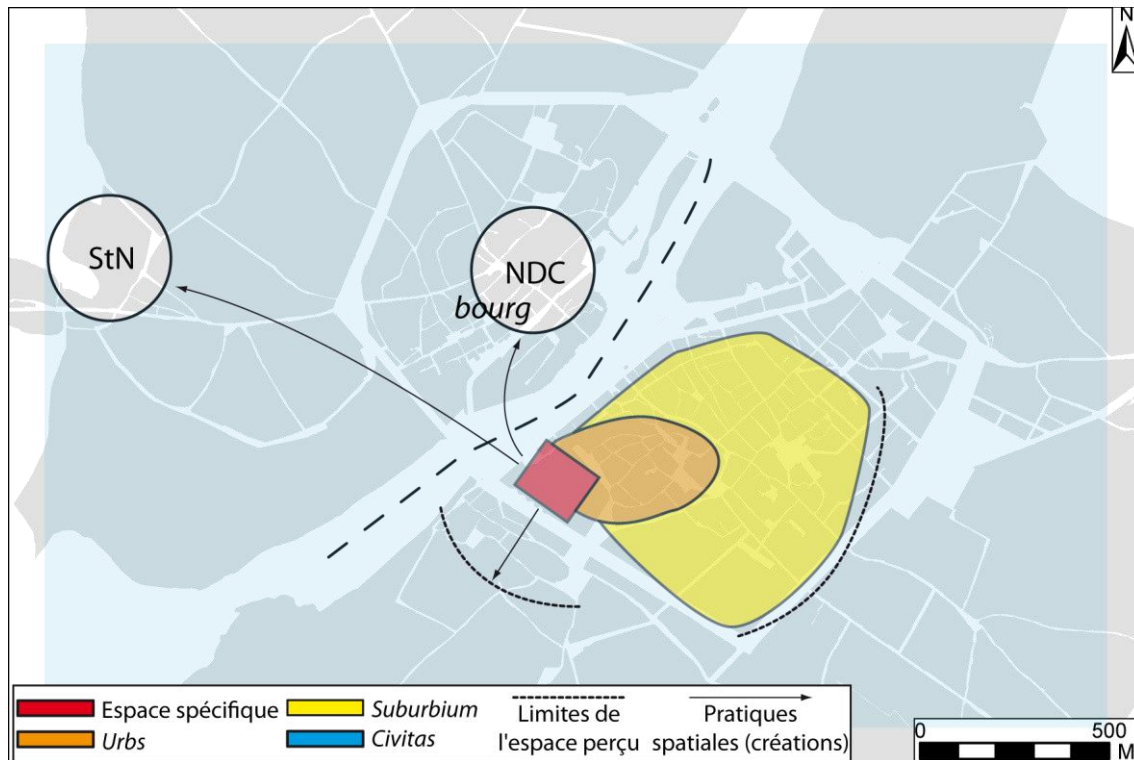 N
StN
NDC
bourg
Espace spécifique
Suburbium
Limites de
l'espace perçu
Pratiques
spatiales (créations)
Urbs
Civitas
0 500
M